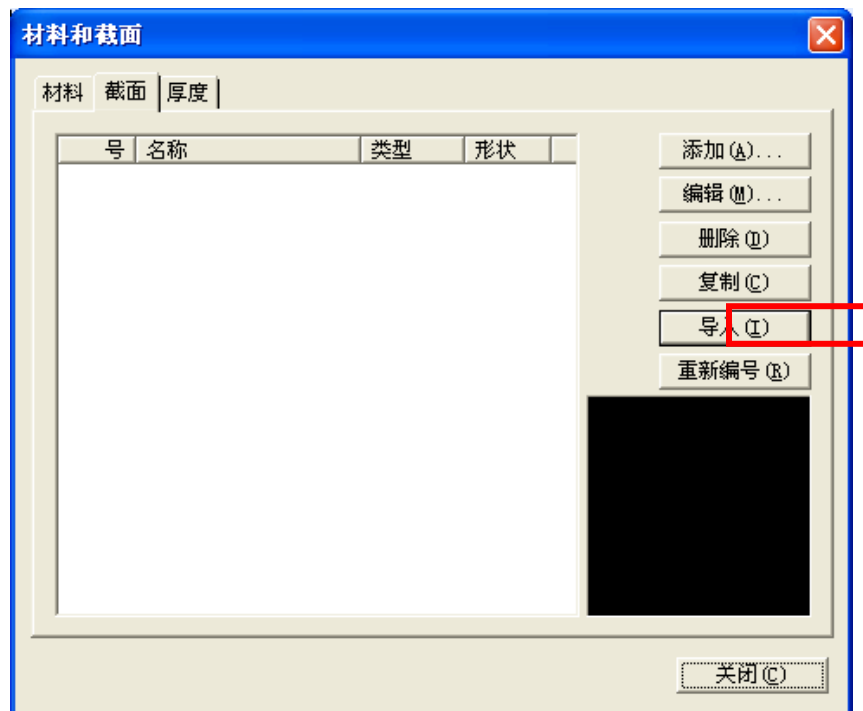 材料和截面
材料 截面 厚度
号 名称 类型 形状
添加(A)...
编辑(M)...
删除(D)
复制(C)
导入(I)
重新编号(R)
关闭(C)